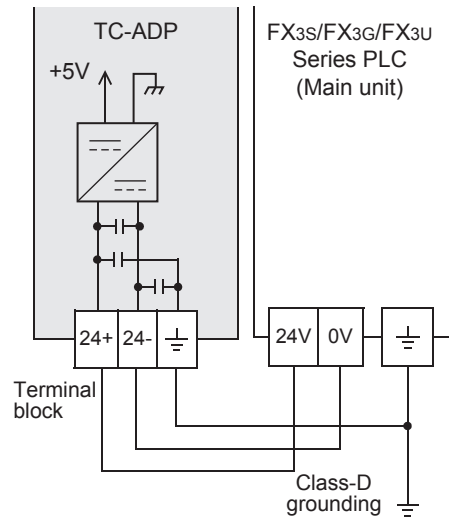 TC-ADP
+5V
FX3S/FX3G/FX3U
Series PLC
(Main unit)
24+ 24-
24V 0V
Terminal
block
Class-D
grounding